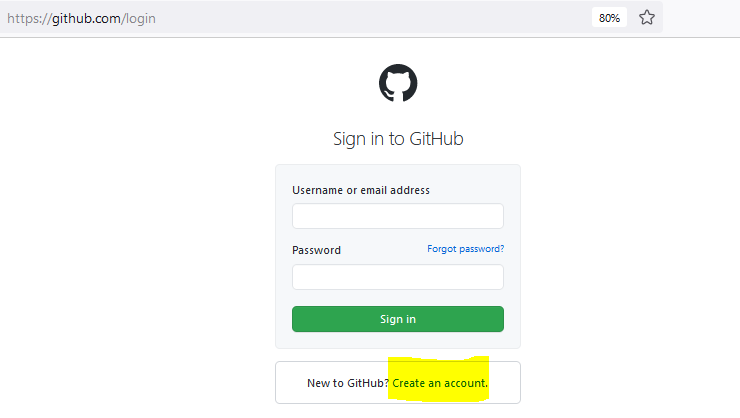 https://github.com/login 80%
Sign in to GitHub
Username or email address
Password Forgot password?
Sign in
New to GitHub? Create an account.